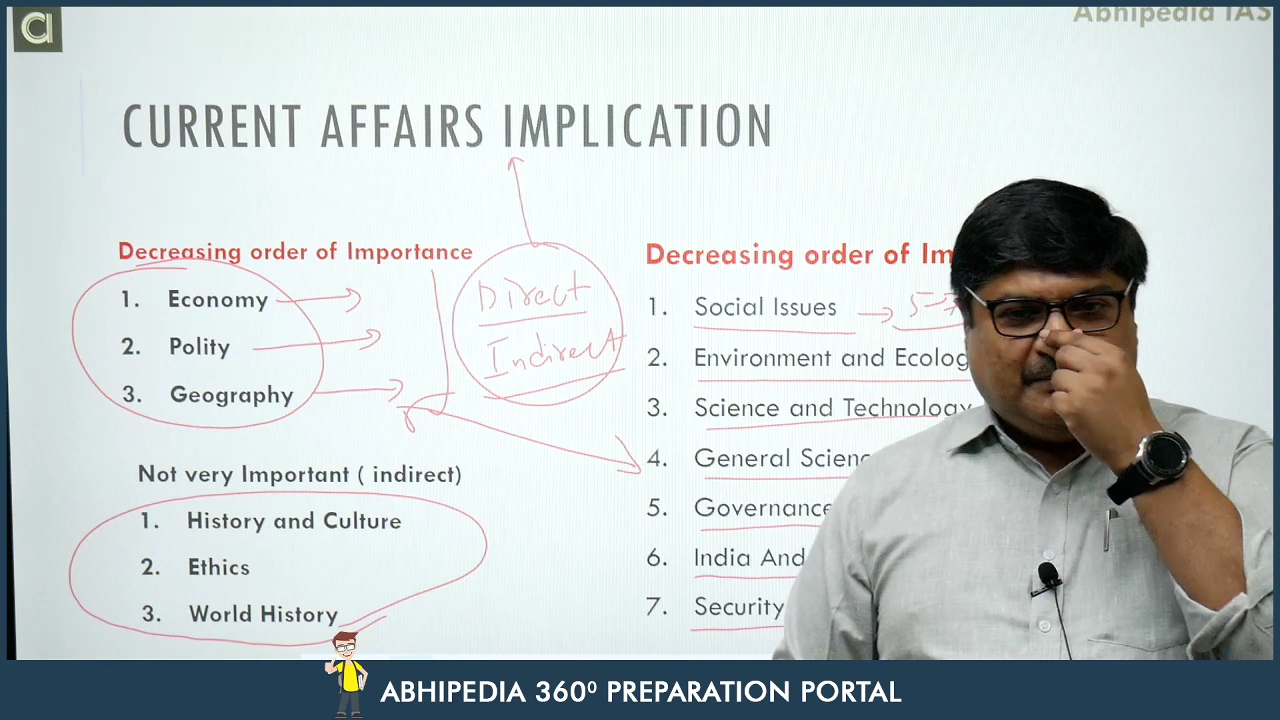 Abhipedia IAS
CURRENT AFFAIRS IMPLICATION
Decreasing order of Importance
1. Economy
2. Polity
3. Geography
Direct
Indirect
Not very Important ( indirect)
1. History and Culture
2. Ethics
3. World History
Decreasing order of Im
1. Social Issues
2. Environment and Ecolog
3. Science and Technology
4. General Scienc
5. Governance
6. India And
7. Security
ABHIPEDIA 360⁰ PREPARATION PORTAL